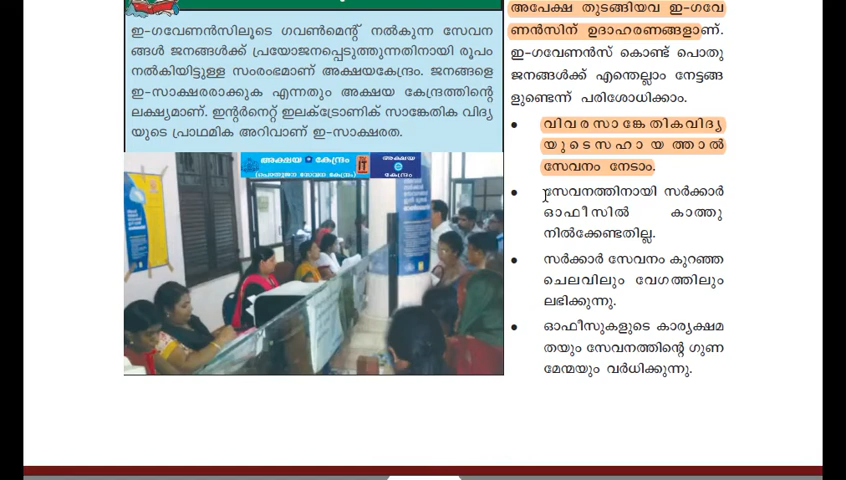 ഇ-ഗവേണൻസിലൂടെ ഗവൺമെന്റ് നൽകുന്ന സേവന
ങ്ങൾ ജനങ്ങൾക്ക് പ്രയോജനപ്പെടുത്തുന്നതിനായി രൂപം
നൽകിയിട്ടുള്ള സംരംഭമാണ് അക്ഷയകേന്ദ്രം. ജനങ്ങളെ
ഇ-സാക്ഷരരാക്കുക എന്നതും അക്ഷയ കേന്ദ്രത്തിന്റെ
ലക്ഷ്യമാണ്. ഇന്റർനെറ്റ് ഇലക്ട്രോണിക് സാങ്കേതിക വിദ്യ
യുടെ പ്രാഥമിക അറിവാണ് ഇ-സാക്ഷരത.
അക്ഷയ കേന്ദ്രം
(പൊതുജന സേവന കേന്ദ്രം)
IT
അക്ഷയ
കേന്ദ്രം
അപേക്ഷ തുടങ്ങിയവ ഇ-ഗവേ
ണൻസിന് ഉദാഹരണങ്ങളാണ്.
ഇ-ഗവേണൻസ് കൊണ്ട് പൊതു
ജനങ്ങൾക്ക് എന്തെല്ലാം നേട്ടങ്ങ
ളുണ്ടെന്ന് പരിശോധിക്കാം.
• വിവരസാങ്കേതികവിദ്യ
യുടെസഹായത്താൽ
സേവനം നേടാം.
• സേവനത്തിനായി സർക്കാർ
ഓഫീസിൽ കാത്തു
നിൽക്കേണ്ടതില്ല.
• സർക്കാർ സേവനം കുറഞ്ഞ
ചെലവിലും വേഗത്തിലും
ലഭിക്കുന്നു.
• ഓഫീസുകളുടെ കാര്യക്ഷമ
തയും സേവനത്തിന്റെ ഗുണ
മേന്മയും വർധിക്കുന്നു.